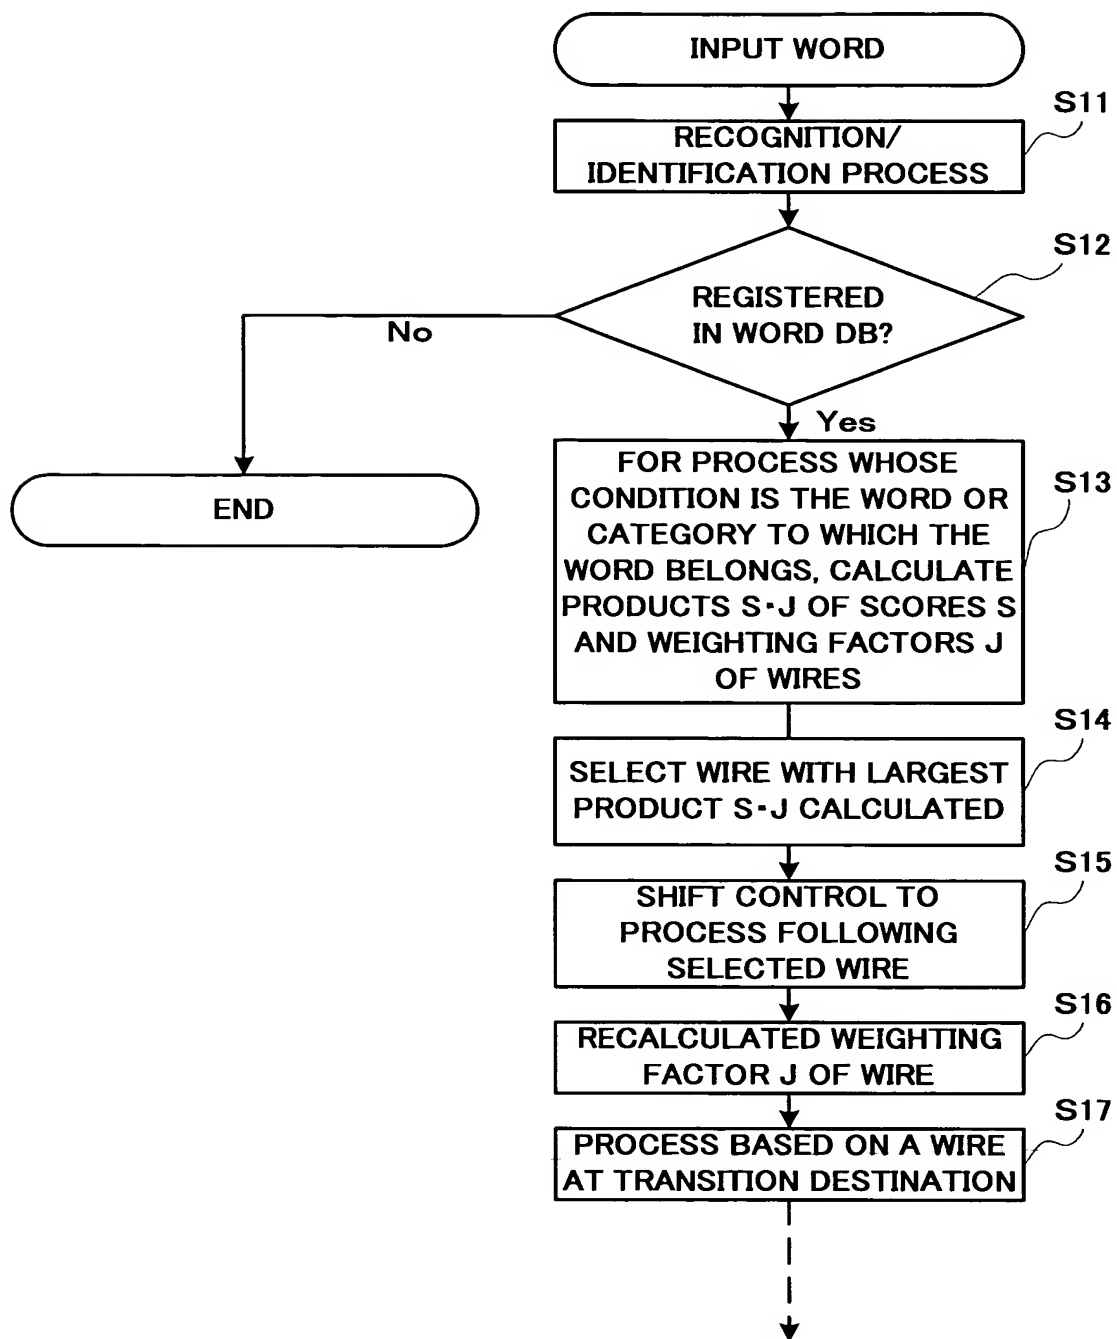 INPUT WORD
S11
RECOGNITION/
IDENTIFICATION PROCESS
S12
REGISTERED
IN WORD DB?
No
Yes
END
S13
FOR PROCESS WHOSE
CONDITION IS THE WORD OR
CATEGORY TO WHICH THE
WORD BELONGS, CALCULATE
PRODUCTS S·J OF SCORES S
AND WEIGHTING FACTORS J
OF WIRES
S14
SELECT WIRE WITH LARGEST
PRODUCT S·J CALCULATED
S15
SHIFT CONTROL TO
PROCESS FOLLOWING
SELECTED WIRE
S16
RECALCULATED WEIGHTING
FACTOR J OF WIRE
S17
PROCESS BASED ON A WIRE
AT TRANSITION DESTINATION